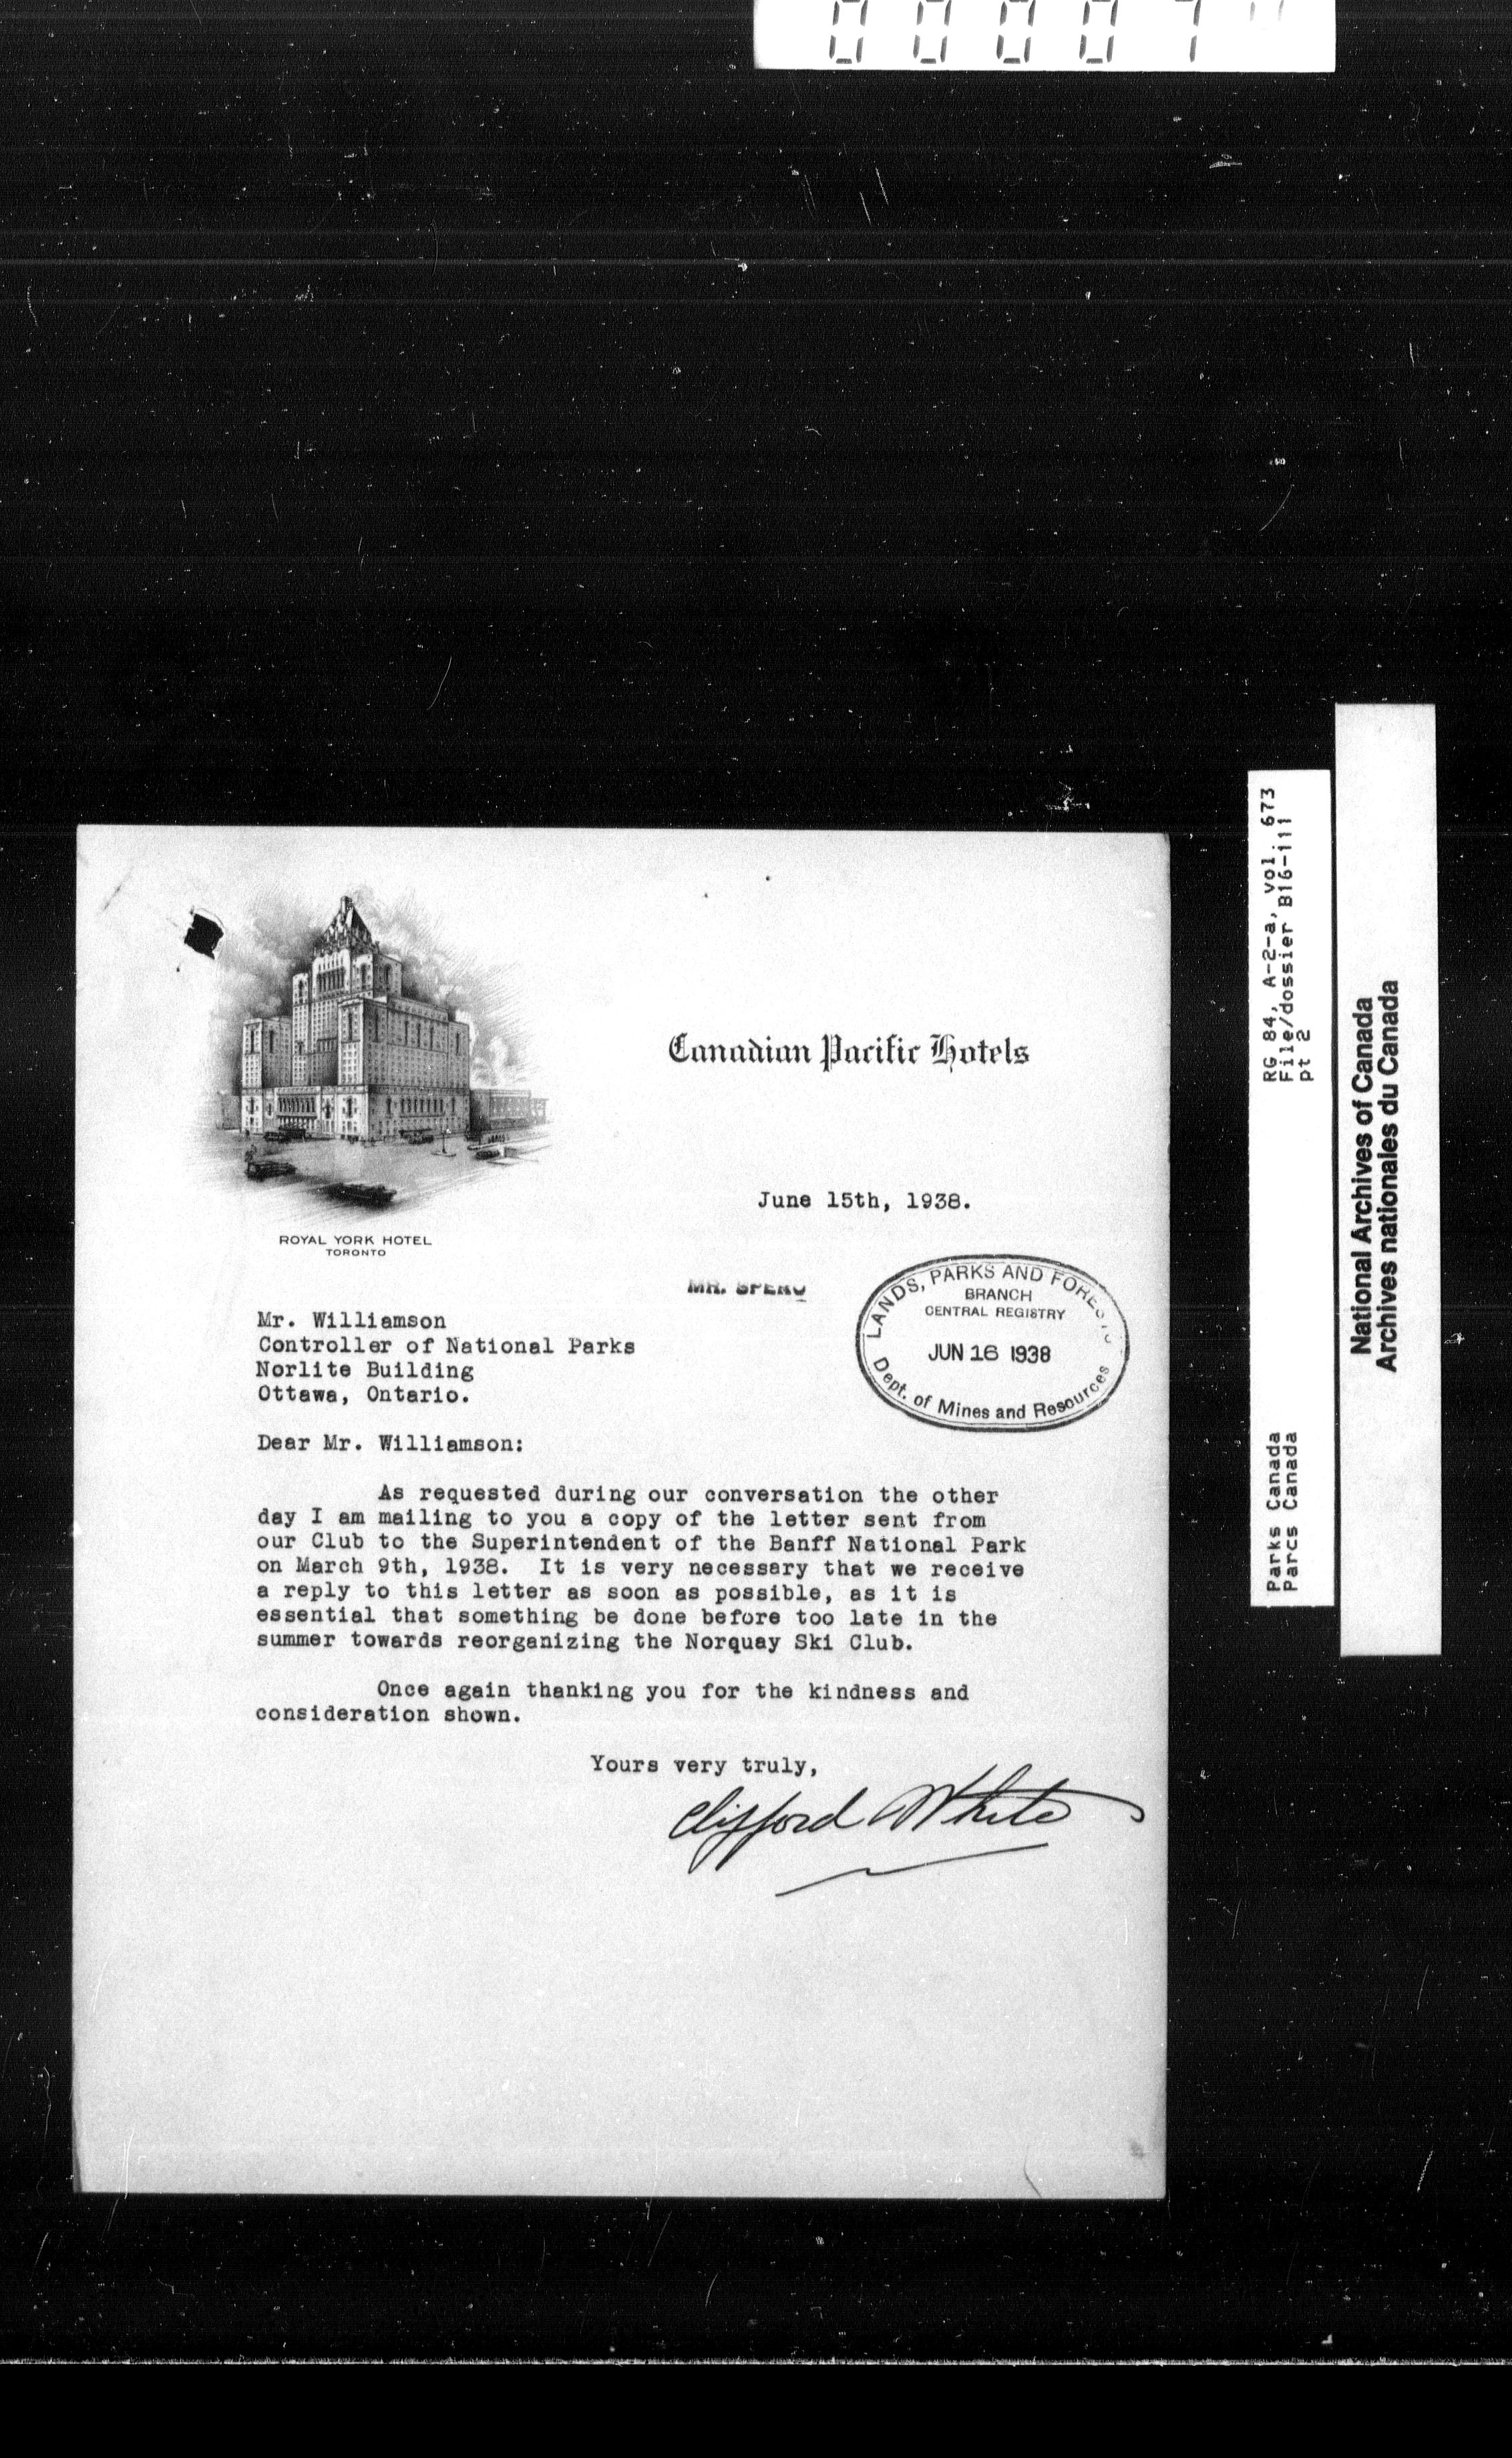 Canadian Pacific Hotels
June 15th, 1938.
ROYAL YORK HOTEL
TORONTO
MR. SPERO
LANDS, PARKS AND FORESTS
BRANCH
CENTRAL REGISTRY
JUN 16 1938
Dept. of Mines and Resources
Mr. Williamson
Controller of National Parks
Norlite Building
Ottawa, Ontario.
Dear Mr. Williamson:
As requested during our conversation the other
day I am mailing to you a copy of the letter sent from
our Club to the Superintendent of the Banff National Park
on March 9th, 1938. It is very necessary that we receive
a reply to this letter as soon as possible, as it is
essential that something be done before too late in the
summer towards reorganizing the Norquay Ski Club.
Once again thanking you for the kindness and
consideration shown.
Yours very truly,
Clifford White
RG 84, A-2-a, vol. 673
File/dossier B16-111
pt 2
Parks Canada
Parcs Canada
National Archives of Canada
Archives nationales du Canada